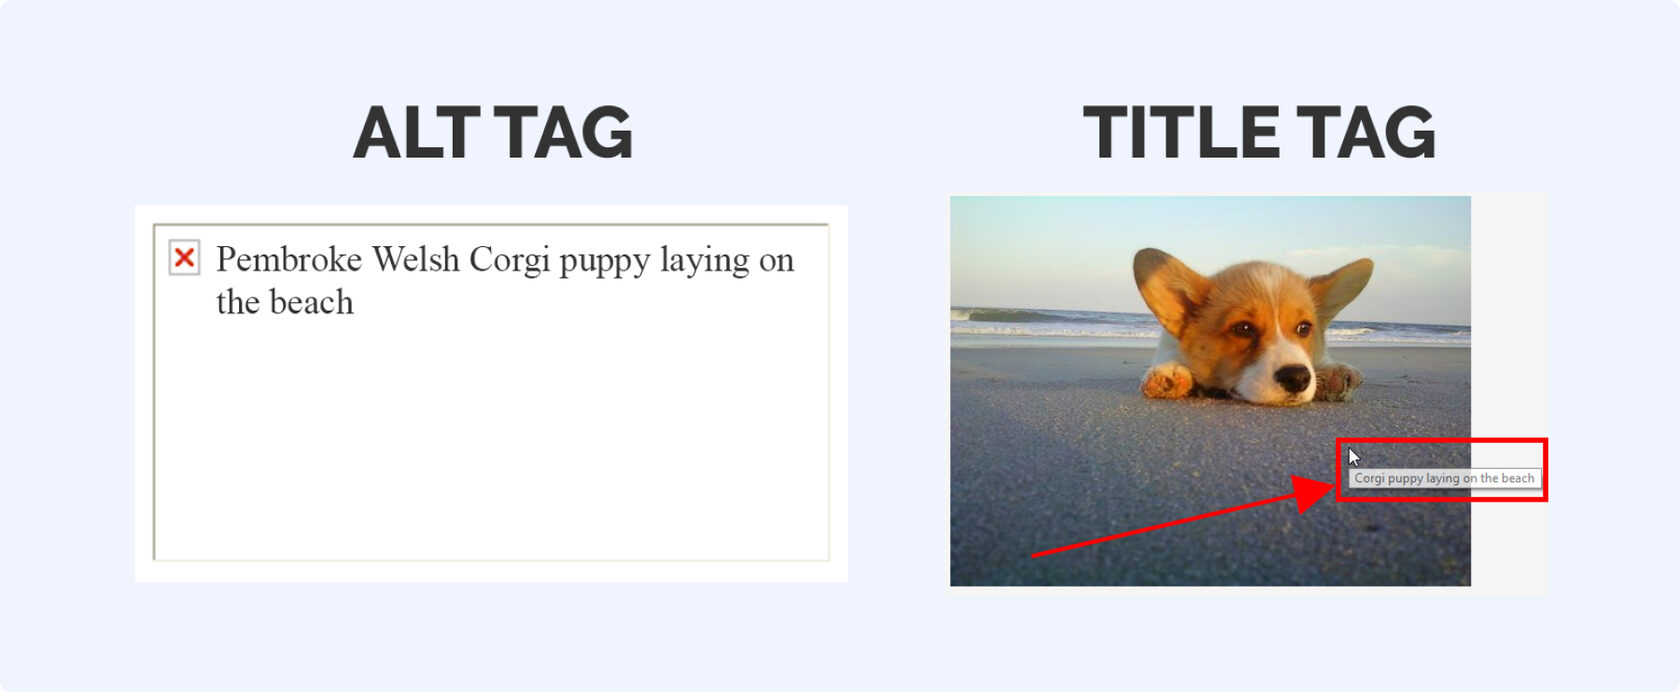 ALT TAG
Pembroke Welsh Corgi puppy laying on
the beach
TITLE TAG
Corgi puppy laying on the beach